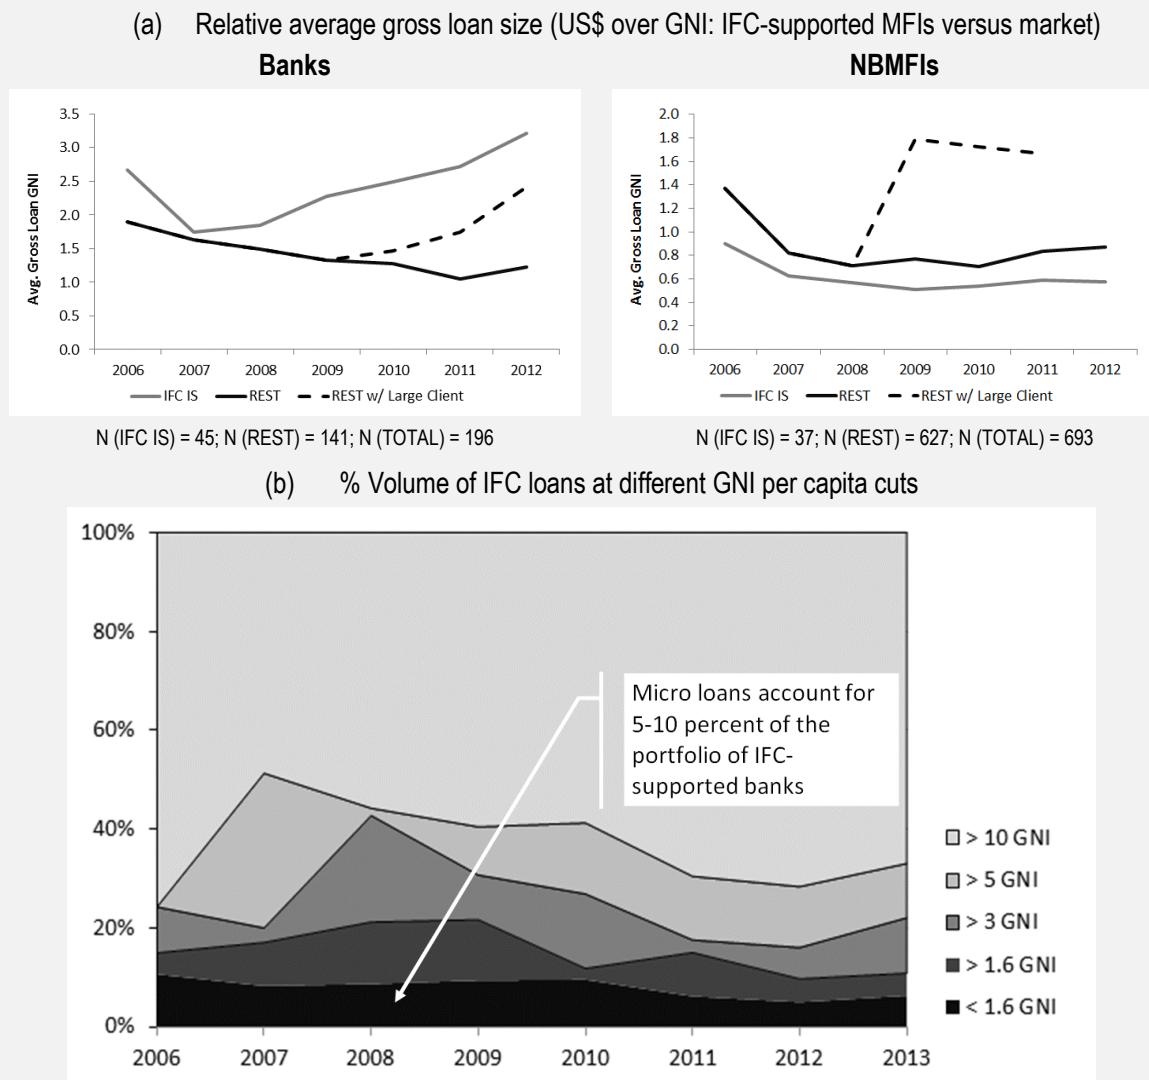 (a) Relative average gross loan size (US$ over GNI: IFC-supported MFIs versus market)
Banks
3.5
3.0
2.5
2.0
1.5
1.0
0.5
0.0
Avg. Gross Loan GNI
2006 2007 2008 2009 2010 2011 2012
IFC IS REST REST w/ Large Client
N (IFC IS) = 45; N (REST) = 141; N (TOTAL) = 196
NBMFIs
2.0
1.8
1.6
1.4
1.2
1.0
0.8
0.6
0.4
0.2
0.0
Avg. Gross Loan GNI
2006 2007 2008 2009 2010 2011 2012
IFC IS REST REST w/ Large Client
N (IFC IS) = 37; N (REST) = 627; N (TOTAL) = 693
(b) % Volume of IFC loans at different GNI per capita cuts
100%
80%
60%
40%
20%
0%
Micro loans account for
5-10 percent of the
portfolio of IFC-
supported banks
> 10 GNI
> 5 GNI
> 3 GNI
> 1.6 GNI
< 1.6 GNI
2006 2007 2008 2009 2010 2011 2012 2013